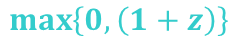 max{0, (1 + z)}